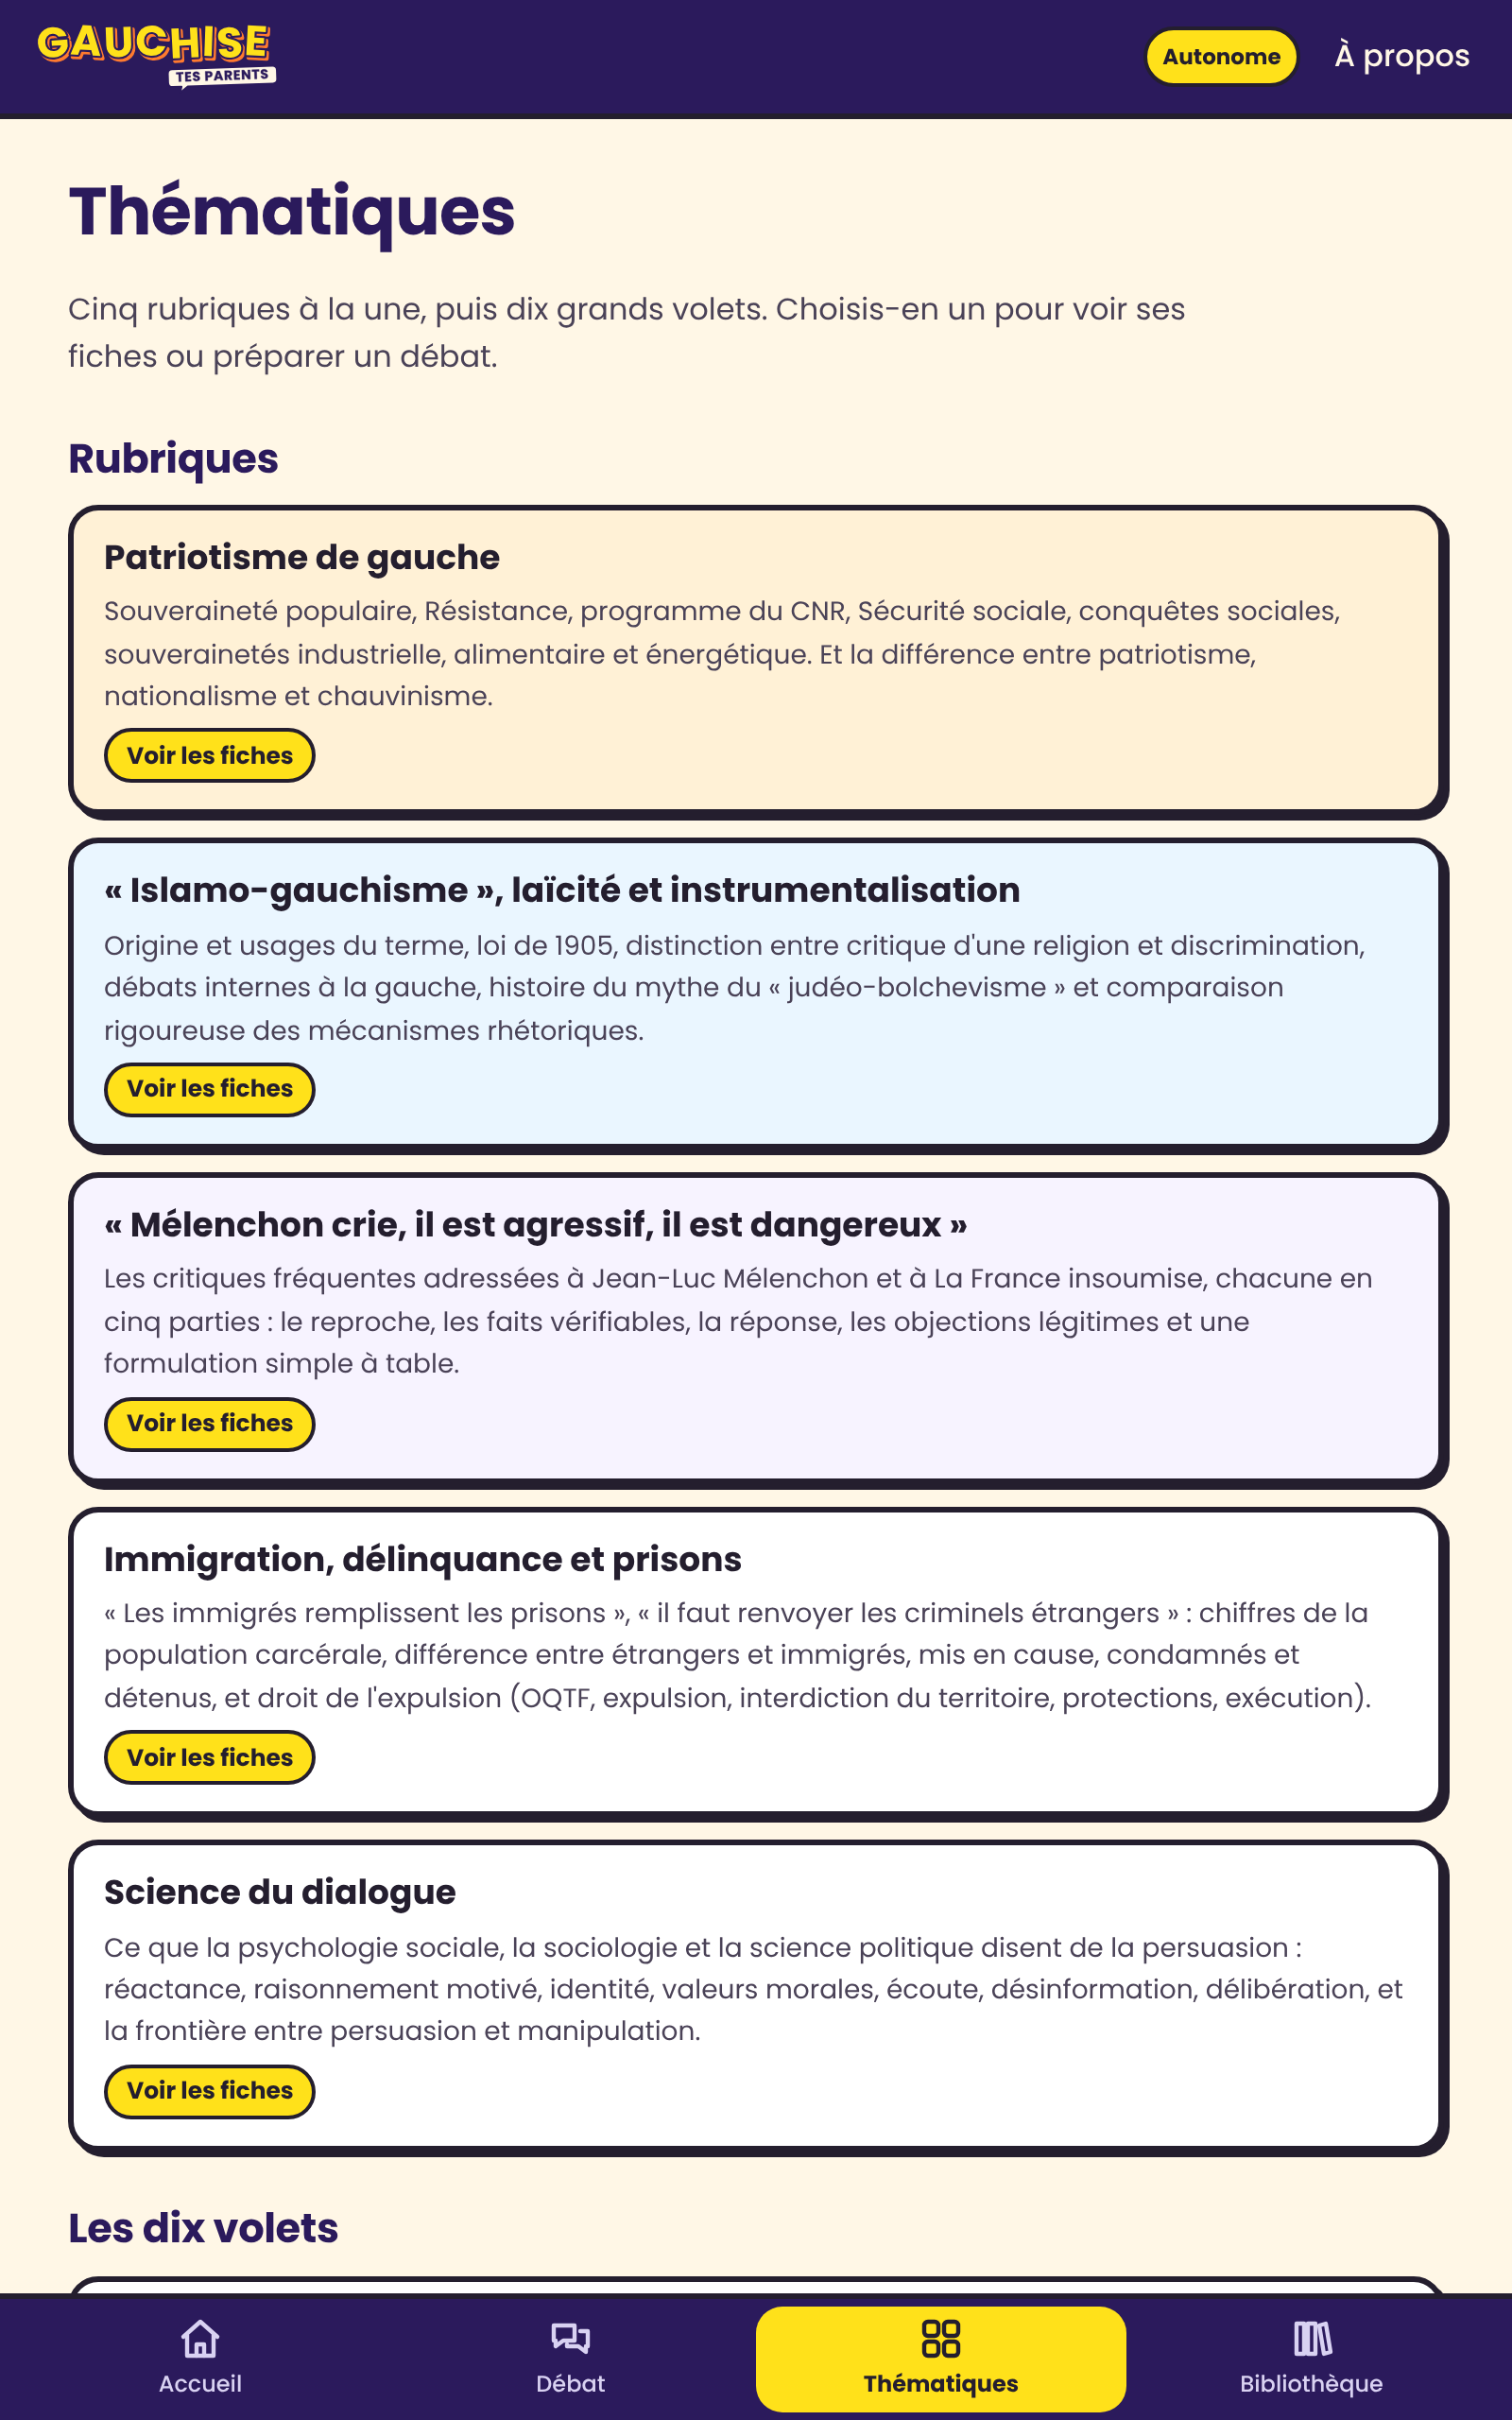 GAUCHISE
TES PARENTS
Autonome
À propos
Thématiques
Cinq rubriques à la une, puis dix grands volets. Choisis-en un pour voir ses
fiches ou préparer un débat.
Rubriques
Patriotisme de gauche
Souveraineté populaire, Résistance, programme du CNR, Sécurité sociale, conquêtes sociales,
souverainetés industrielle, alimentaire et énergétique. Et la différence entre patriotisme,
nationalisme et chauvinisme.
Voir les fiches
« Islamo-gauchisme », laïcité et instrumentalisation
Origine et usages du terme, loi de 1905, distinction entre critique d'une religion et discrimination,
débats internes à la gauche, histoire du mythe du « judéo-bolchevisme » et comparaison
rigoureuse des mécanismes rhétoriques.
Voir les fiches
« Mélenchon crie, il est agressif, il est dangereux »
Les critiques fréquentes adressées à Jean-Luc Mélenchon et à La France insoumise, chacune en
cinq parties : le reproche, les faits vérifiables, la réponse, les objections légitimes et une
formulation simple à table.
Voir les fiches
Immigration, délinquance et prisons
« Les immigrés remplissent les prisons », « il faut renvoyer les criminels étrangers » : chiffres de la
population carcérale, différence entre étrangers et immigrés, mis en cause, condamnés et
détenus, et droit de l'expulsion (OQTF, expulsion, interdiction du territoire, protections, exécution).
Voir les fiches
Science du dialogue
Ce que la psychologie sociale, la sociologie et la science politique disent de la persuasion :
réactance, raisonnement motivé, identité, valeurs morales, écoute, désinformation, délibération, et
la frontière entre persuasion et manipulation.
Voir les fiches
Les dix volets
Accueil
Débat
Thématiques
Bibliothèque